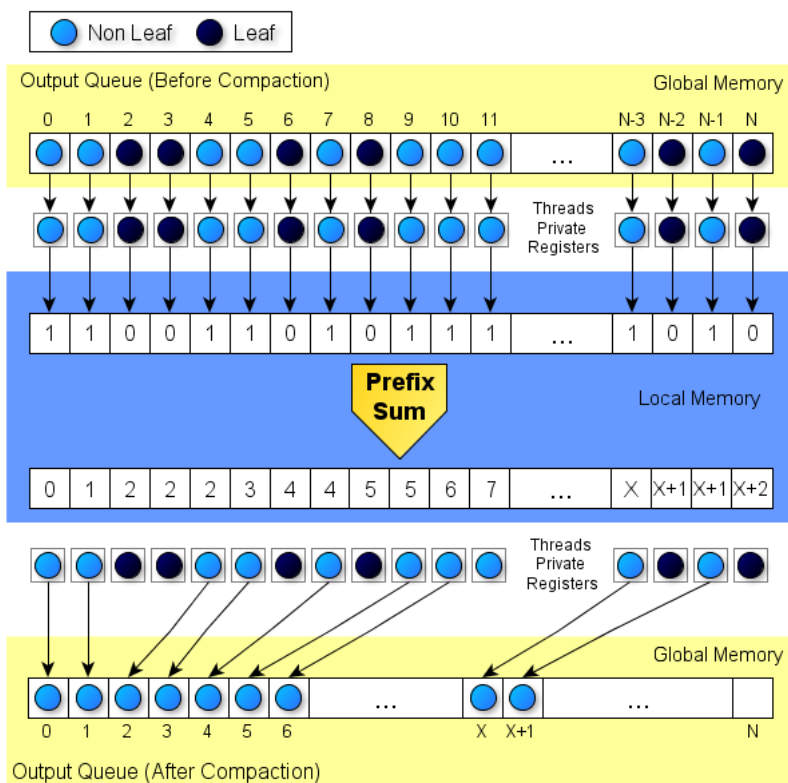 Non Leaf Leaf
Output Queue (Before Compaction) Global Memory
0 1 2 3 4 5 6 7 8 9 10 11 N-3 N-2 N-1 N
...
Threads
Private
Registers
1 1 0 0 1 1 0 1 0 1 1 1 ... 1 0 1 0
Prefix
Sum
Local Memory
0 1 2 2 2 3 4 4 5 5 6 7 ... X X+1 X+1 X+2
Threads
Private
Registers
Global Memory
... ...
0 1 2 3 4 5 6 X X+1 N
Output Queue (After Compaction)